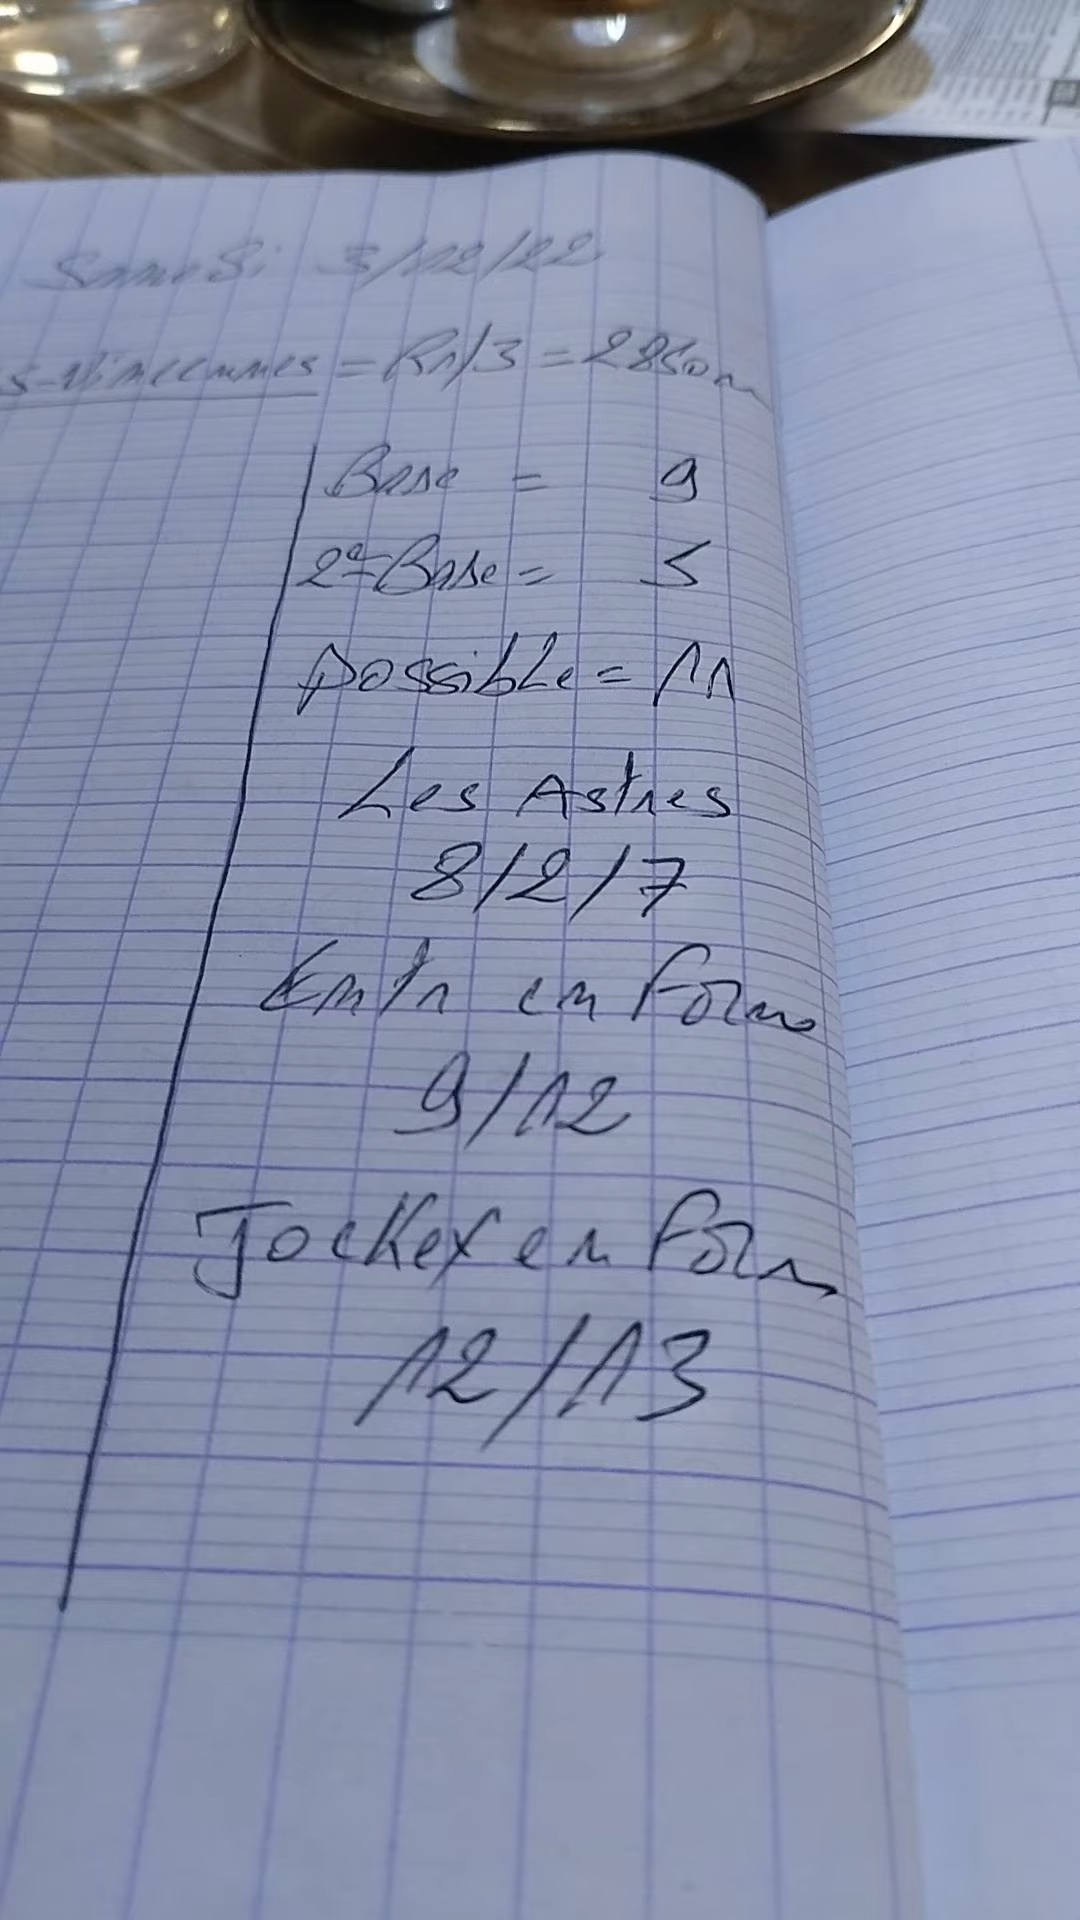 Samedi 3/12/22
s-Vincennes = R1/3 = 2850m
Base = 9
2e Base = 5
possible = 11
Les Astres
8/2/7
Entr en Form
9/12
Jockey en Form
12/13